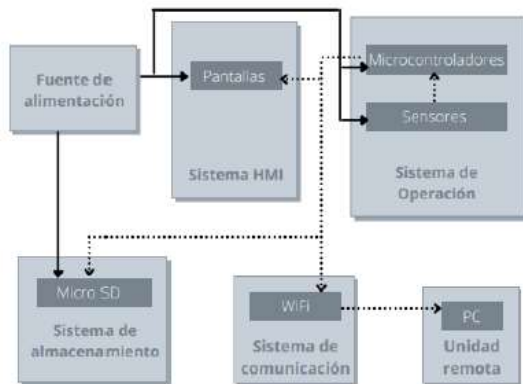 Fuente de
alimentación
Pantallas
Sistema HMI
Microcontroladores
Sensores
Sistema de
Operación
Micro SD
Sistema de
almacenamiento
WiFi
Sistema de
comunicación
PC
Unidad
remota